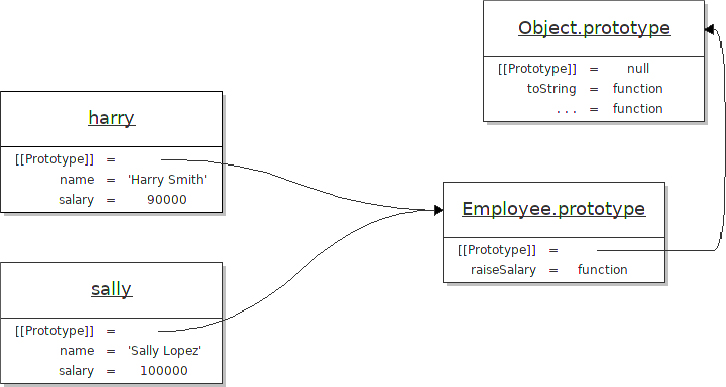 Object.prototype
[[Prototype]] = null
toString = function
... = function
harry
[[Prototype]] =
name = 'Harry Smith'
salary = 90000
Employee.prototype
[[Prototype]] =
raiseSalary = function
sally
[[Prototype]] =
name = 'Sally Lopez'
salary = 100000